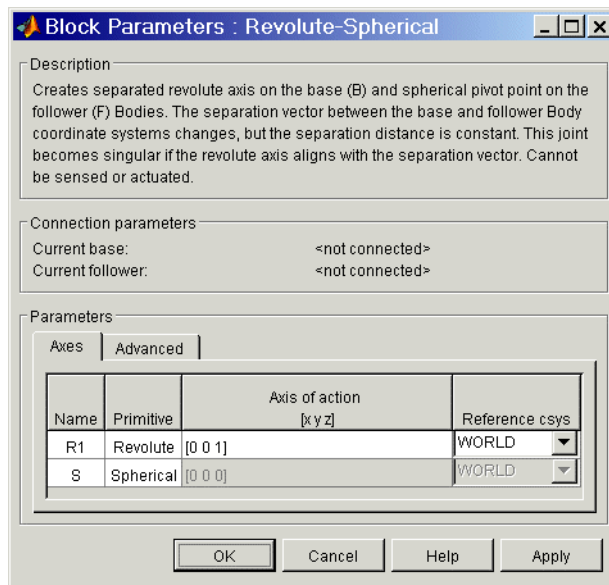 Block Parameters : Revolute-Spherical
Description
Creates separated revolute axis on the base (B) and spherical pivot point on the
follower (F) Bodies. The separation vector between the base and follower Body
coordinate systems changes, but the separation distance is constant. This joint
becomes singular if the revolute axis aligns with the separation vector. Cannot
be sensed or actuated.
Connection parameters
Current base: <not connected>
Current follower: <not connected>
Parameters
Axes Advanced
Axis of action
Name Primitive [x y z] Reference csys
R1 Revolute [0 0 1] WORLD
S Spherical [0 0 0] WORLD
OK Cancel Help Apply